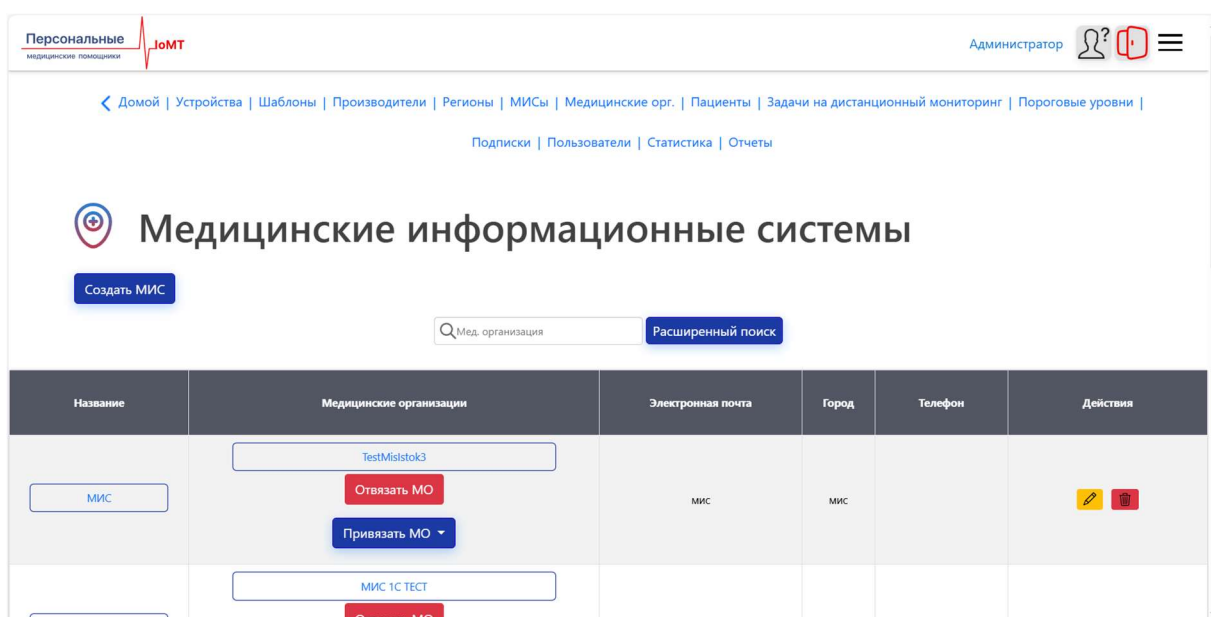 Персональные
медицинские помощники
IoMT
Администратор
?
Домой | Устройства | Шаблоны | Производители | Регионы | МИСы | Медицинские орг. | Пациенты | Задачи на дистанционный мониторинг | Пороговые уровни |
Подписки | Пользователи | Статистика | Отчеты
Медицинские информационные системы
Создать МИС
Мед. организация
Расширенный поиск
Название Медицинские организации Электронная почта Город Телефон Действия
TestMisIstok3
Отвязать МО
МИС мис мис
Привязать МО
МИС 1С ТЕСТ